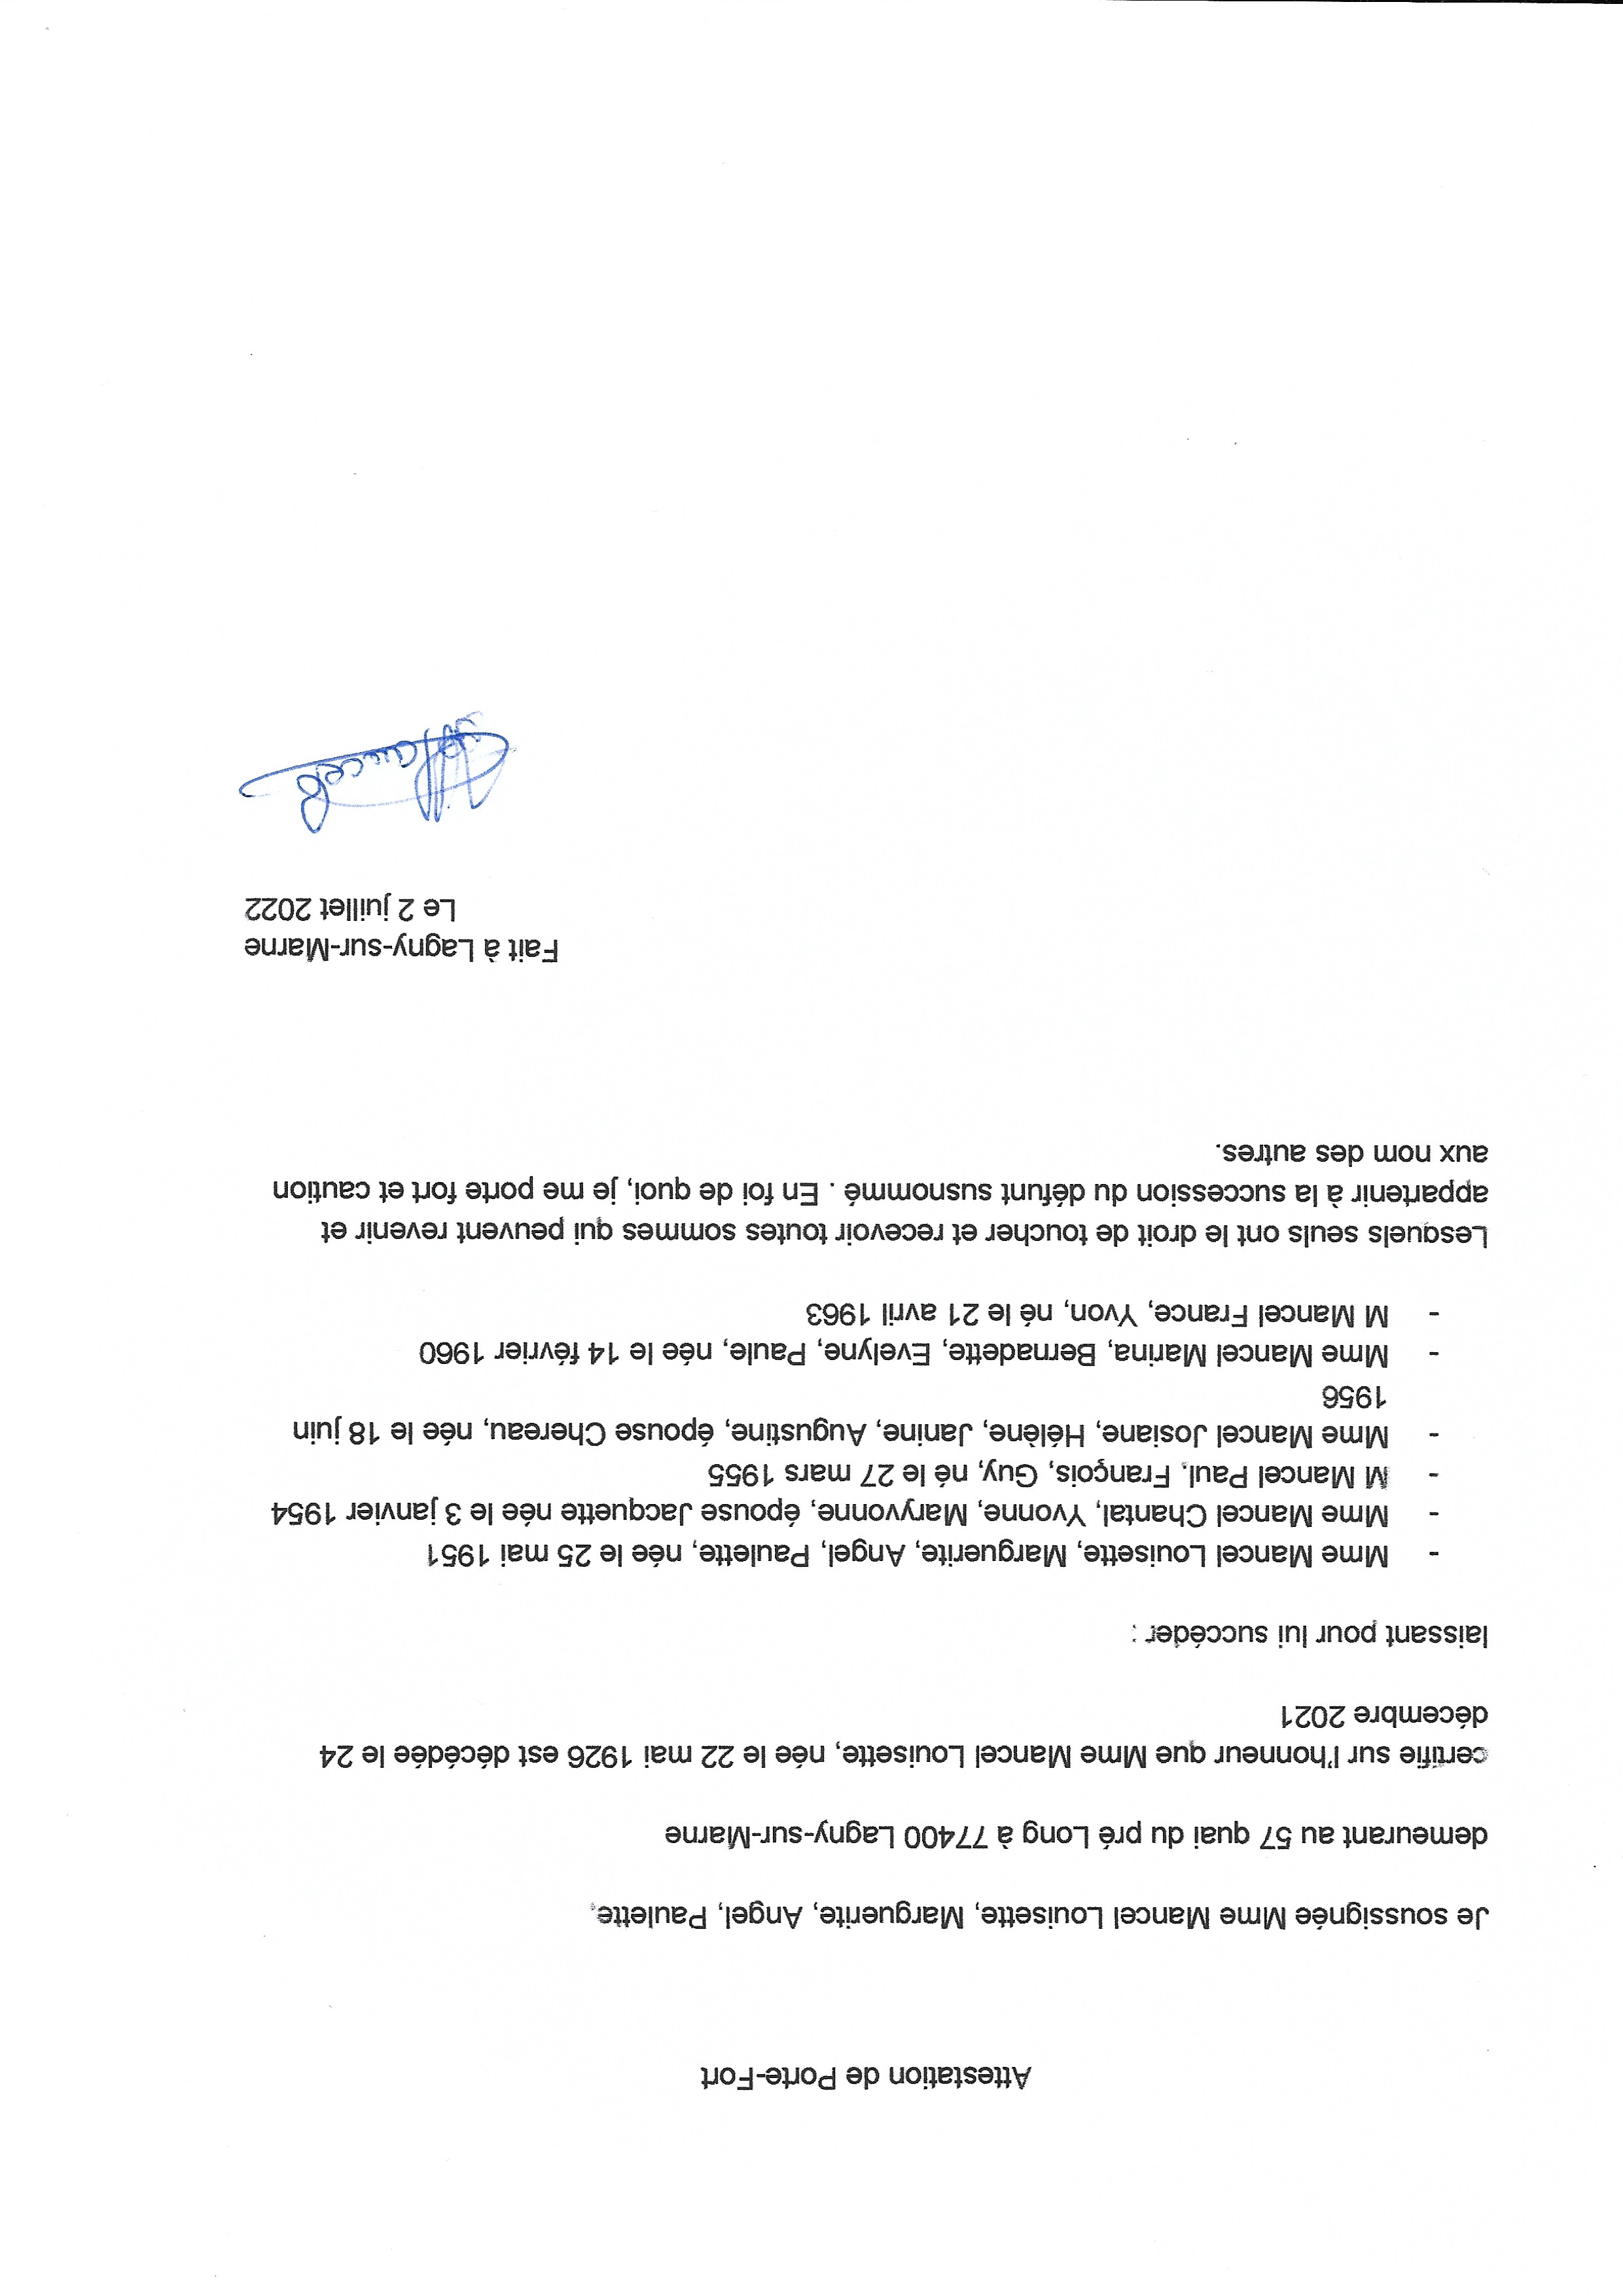 Attestation de Porte-Fort
Je soussignée Mme Mancel Louisette, Marguerite, Angel, Paulette,
demeurant au 57 quai du pré Long à 77400 Lagny-sur-Marne
certifie sur l'honneur que Mme Mancel Louisette, née le 22 mai 1926 est décédée le 24
décembre 2021
laissant pour lui succéder :
- Mme Mancel Louisette, Marguerite, Angel, Paulette, née le 25 mai 1951
- Mme Mancel Chantal, Yvonne, Maryvonne, épouse Jacquette née le 3 janvier 1954
- M Mancel Paul. François, Guy, né le 27 mars 1955
- Mme Mancel Josiane, Hélène, Janine, Augustine, épouse Chereau, née le 18 juin
1956
- Mme Mancel Marina, Bernadette, Evelyne, Paule, née le 14 février 1960
- M Mancel France, Yvon, né le 21 avril 1963
Lesquels seuls ont le droit de toucher et recevoir toutes sommes qui peuvent revenir et
appartenir à la succession du défunt susnommé . En foi de quoi, je me porte fort et caution
aux nom des autres.
Fait à Lagny-sur-Marne
Le 2 juillet 2022
Mancel